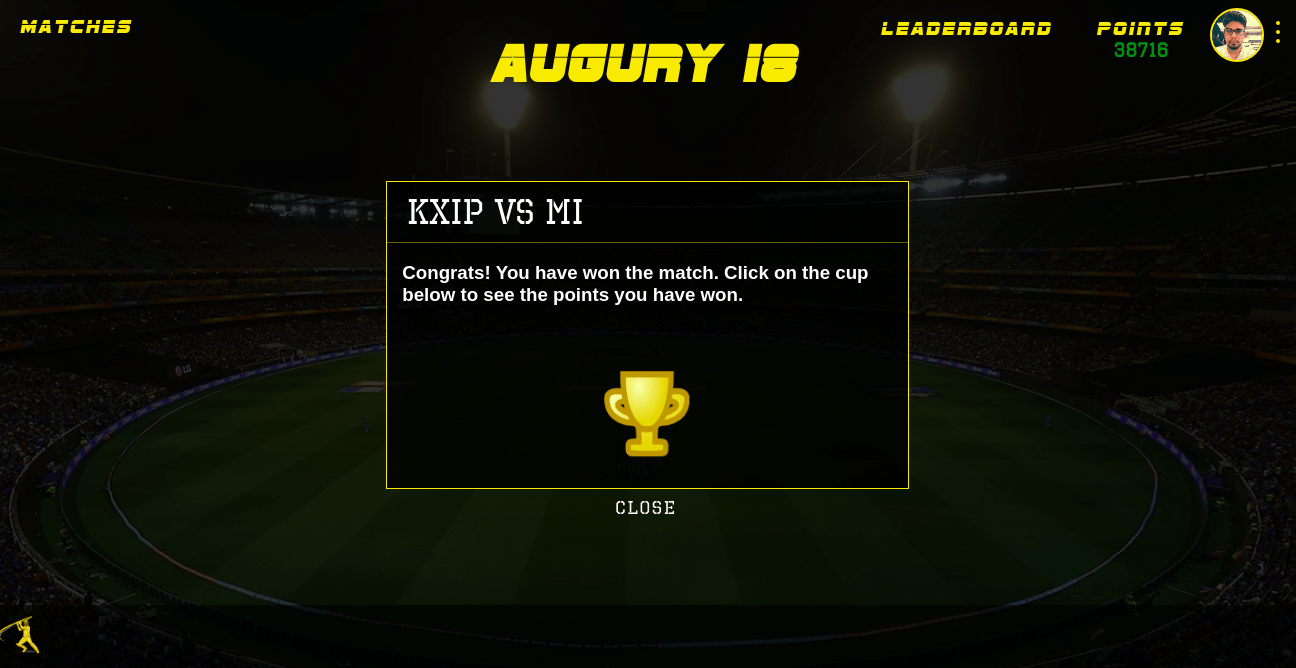 MATCHES
AUGURY 18
LEADERBOARD
POINTS
38716
KXIP VS MI
Congrats! You have won the match. Click on the cup
below to see the points you have won.
CLOSE
LG